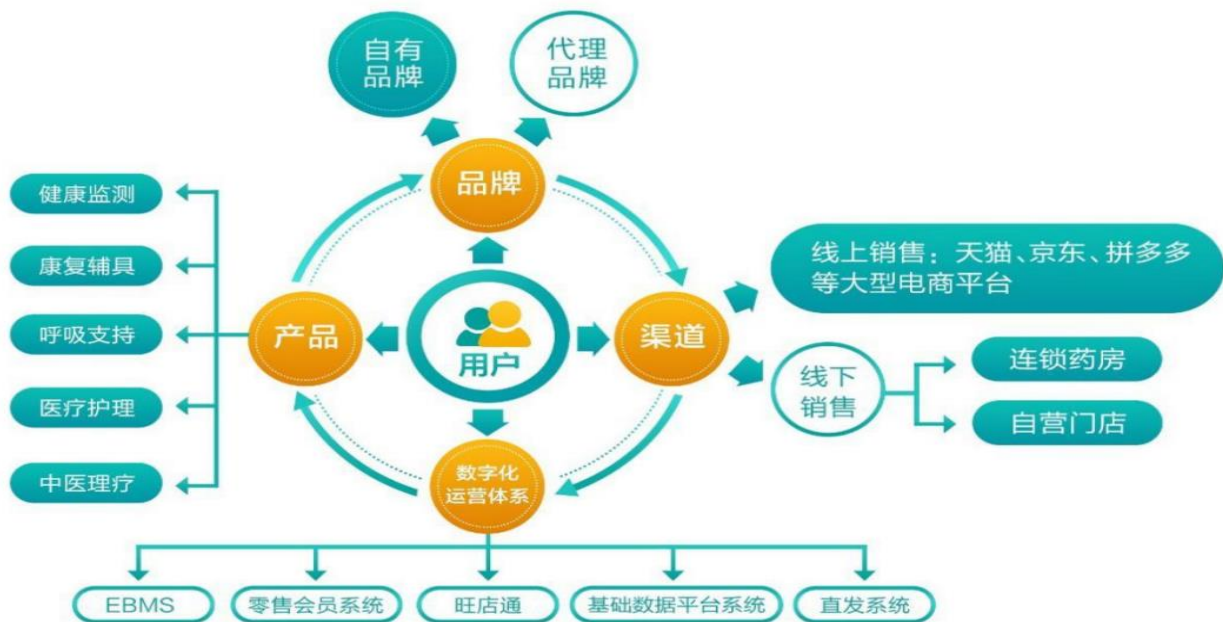 自有
品牌
代理
品牌
品牌
健康监测
康复辅具
呼吸支持
医疗护理
中医理疗
产品
用户
渠道
线上销售：天猫、京东、拼多多
等大型电商平台
线下
销售
连锁药房
自营门店
数字化
运营体系
EBMS
零售会员系统
旺店通
基础数据平台系统
直发系统